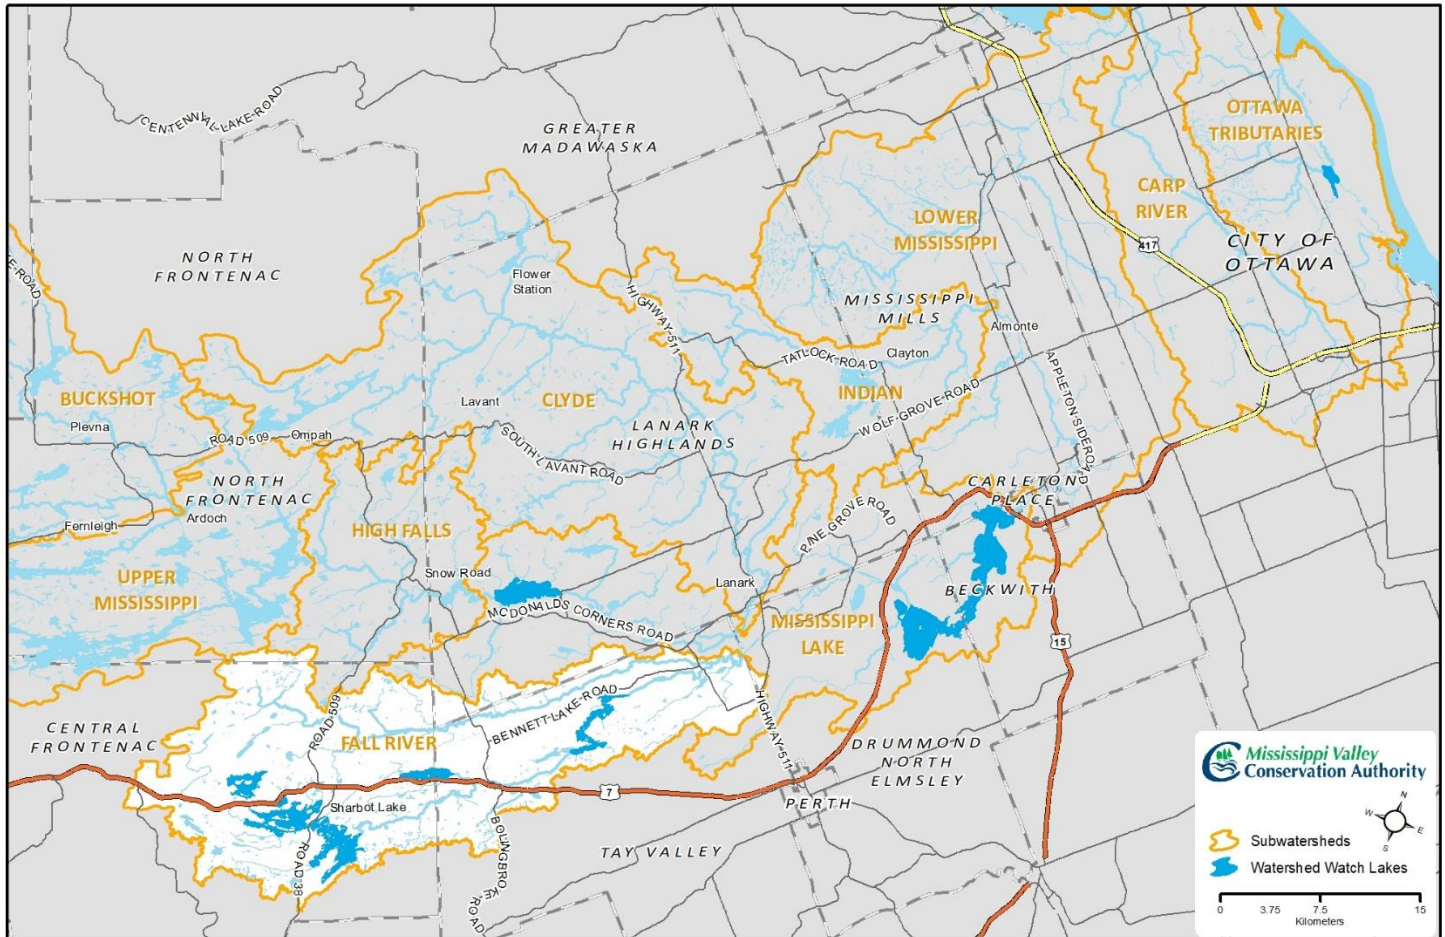 CENTENNIAL LAKE ROAD
GREATER
MADAWASKA
OTTAWA
TRIBUTARIES
CARP
RIVER
LOWER
MISSISSIPPI
417
CITY OF
OTTAWA
NORTH
FRONTENAC
KE ROAD
Flower
Station
HIGHWAY 511
MISSISSIPPI
MILLS
Almonte
TATLOCK ROAD
Clayton
APPLETON SIDEROAD
BUCKSHOT
Plevna
Lavant
CLYDE
INDIAN
WOLF GROVE ROAD
LANARK
HIGHLANDS
ROAD 509
Ompah
SOUTH LAVANT ROAD
NORTH
FRONTENAC
Ardoch
Fernleigh
HIGH FALLS
CARLETON
PLACE
PINE GROVE ROAD
UPPER
MISSISSIPPI
Snow Road
Lanark
MCDONALDS CORNERS ROAD
BECKWITH
MISSISSIPPI
LAKE
15
CENTRAL
FRONTENAC
ROAD 509
FALL RIVER
BENNETT LAKE ROAD
HIGHWAY 511
DRUMMOND
NORTH
ELMSLEY
7
PERTH
Sharbot Lake
ROAD 38
BOLINGBROKE ROAD
TAY VALLEY
Mississippi Valley
Conservation Authority
N
W
E
S
Subwatersheds
Watershed Watch Lakes
0 3.75 7.5 15
Kilometers